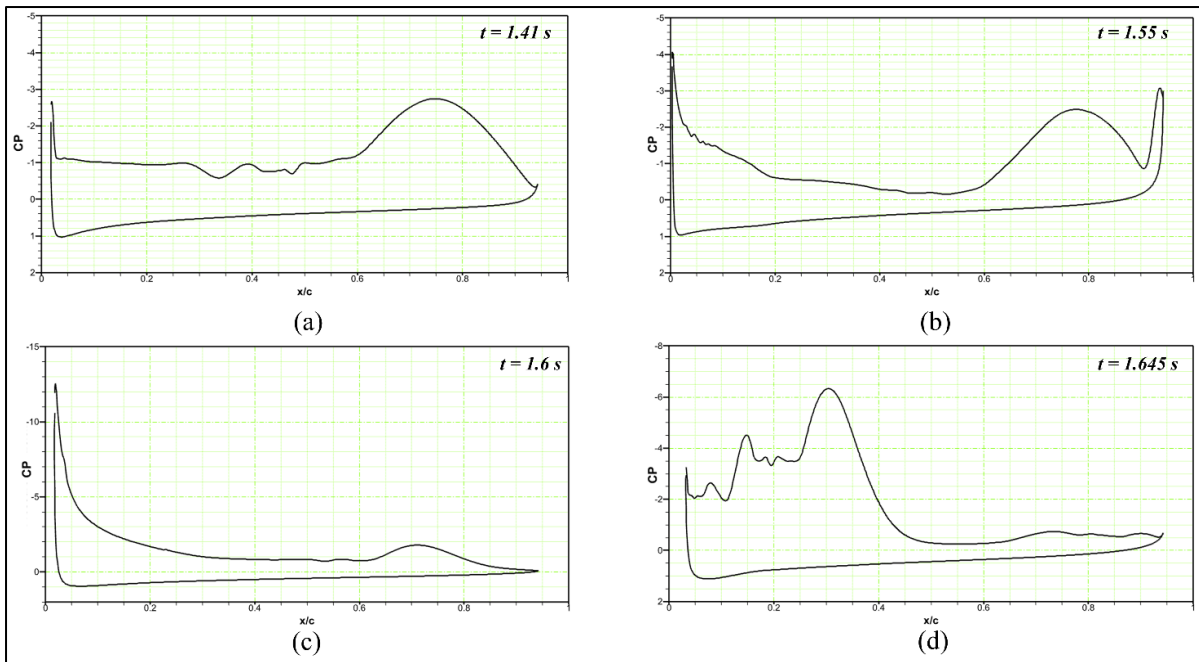 -5
-4
-3
-2
-1
0
1
2
CP
t = 1.41 s
0 0.2 0.4 0.6 0.8 1
x/c
(a)
-5
-4
-3
-2
-1
0
1
2
CP
t = 1.55 s
0 0.2 0.4 0.6 0.8 1
x/c
(b)
-15
-10
-5
0
CP
t = 1.6 s
0 0.2 0.4 0.6 0.8 1
x/c
(c)
-8
-6
-4
-2
0
2
CP
t = 1.645 s
0 0.2 0.4 0.6 0.8 1
x/c
(d)